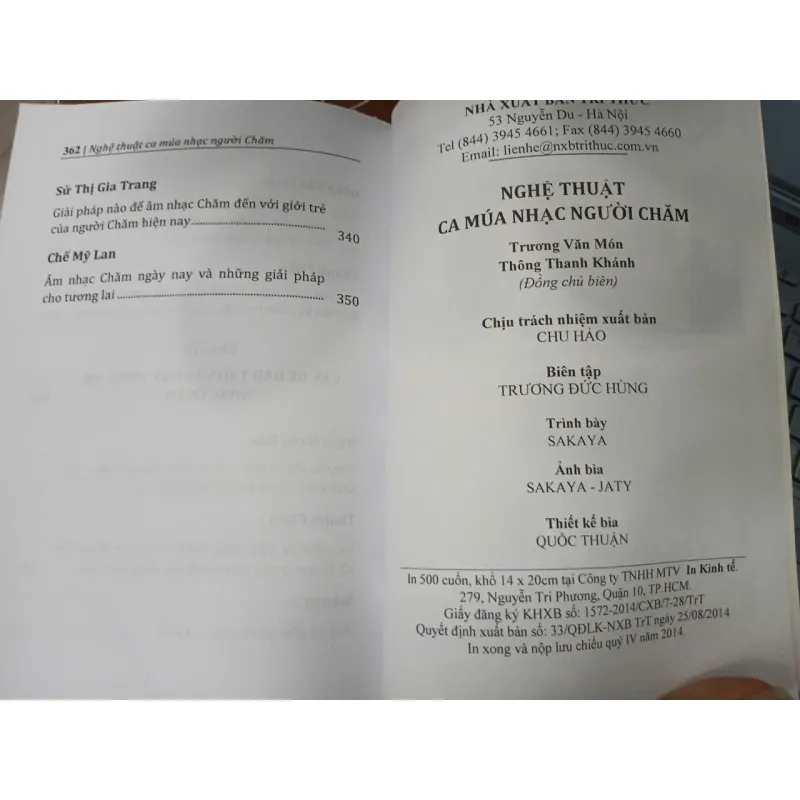 362 | Nghệ thuật ca múa nhạc người Chăm
Sử Thị Gia Trang
Giải pháp nào để âm nhạc Chăm đến với giới trẻ
của người Chăm hiện nay.................................... 340
Chế Mỹ Lan
Âm nhạc Chăm ngày nay và những giải pháp
cho tương lai ...................................................... 350
NHÀ XUẤT BẢN TRI THỨC
53 Nguyễn Du - Hà Nội
Tel (844) 3945 4661; Fax (844) 3945 4660
Email: lienhe@nxbtrithuc.com.vn
NGHỆ THUẬT
CA MÚA NHẠC NGƯỜI CHĂM
Trương Văn Món
Thông Thanh Khánh
(Đồng chủ biên)
Chịu trách nhiệm xuất bản
CHU HẢO
Biên tập
TRƯƠNG ĐỨC HÙNG
Trình bày
SAKAYA
Ảnh bìa
SAKAYA - JATY
Thiết kế bìa
QUỐC THUẬN
In 500 cuốn, khổ 14 x 20cm tại Công ty TNHH MTV In Kinh tế.
279, Nguyễn Tri Phương, Quận 10, TP.HCM.
Giấy đăng ký KHXB số: 1572-2014/CXB/7-28/TrT
Quyết định xuất bản số: 33/QĐLK-NXB TrT ngày 25/08/2014
In xong và nộp lưu chiểu quý IV năm 2014.